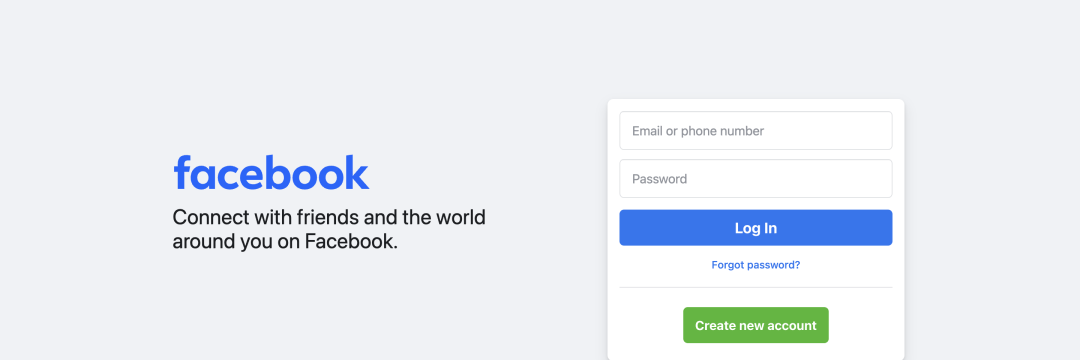 facebook
Connect with friends and the world
around you on Facebook.
Email or phone number
Password
Log In
Forgot password?
Create new account